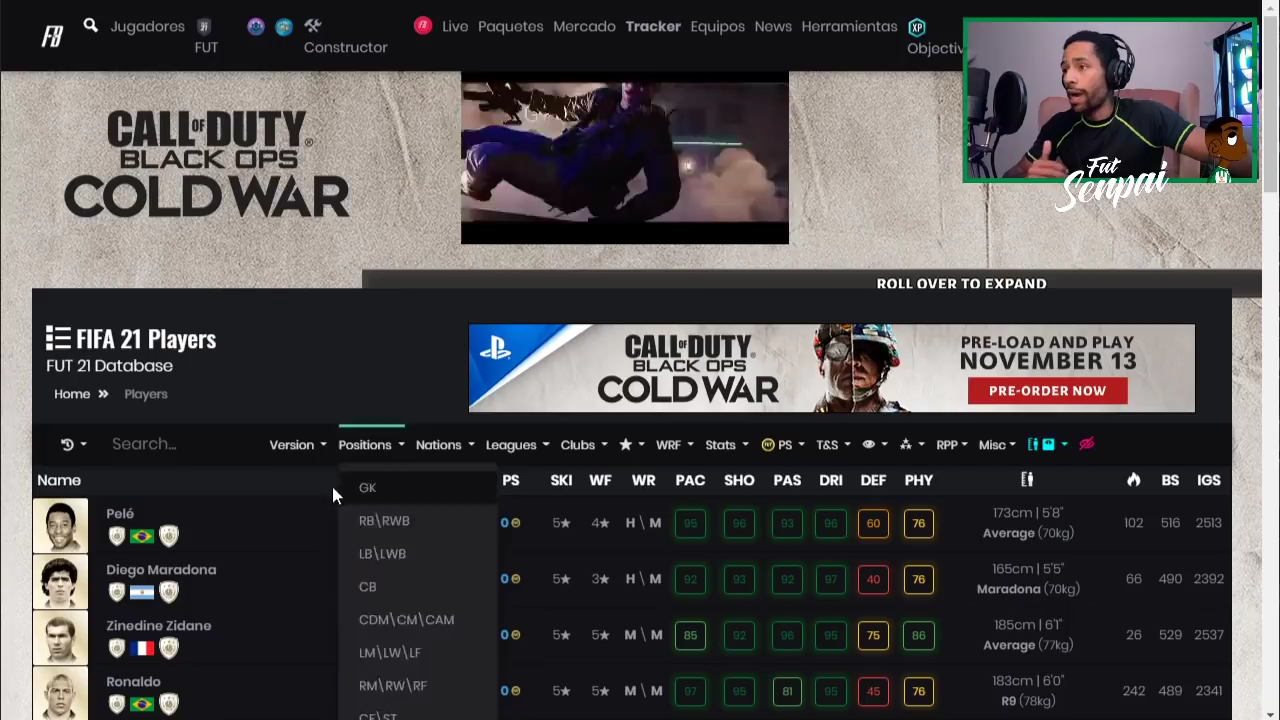 FB
Jugadores
FUT
Constructor
Live
Paquetes
Mercado
Tracker
Equipos
News
Herramientas
XP
Fut
Senpai
CALL OF DUTY
BLACK OPS
COLD WAR
ROLL OVER TO EXPAND
FIFA 21 Players
FUT 21 Database
Home » Players
CALL OF DUTY
BLACK OPS
COLD WAR
PRE-LOAD AND PLAY
NOVEMBER 13
PRE-ORDER NOW
Search... Version Positions Nations Leagues Clubs WRF Stats PS T&S RPP Misc
Name PS SKI WF WR PAC SHO PAS DRI DEF PHY BS IGS
GK
RB\RWB
LB\LWB
CB
CDM\CM\CAM
LM\LW\LF
RM\RW\RF
CF\ST
Pelé 0 5★ 4★ H \ M 95 96 93 96 60 76 173cm | 5'8" 102 516 2513
Average (70kg)
Diego Maradona 0 5★ 3★ H \ M 92 93 92 97 40 76 165cm | 5'5" 66 490 2392
Maradona (70kg)
Zinedine Zidane 0 5★ 5★ M \ M 85 92 96 95 75 86 185cm | 6'1" 26 529 2537
Average (77kg)
Ronaldo 0 5★ 5★ M \ M 97 95 81 95 45 76 183cm | 6'0" 242 489 2341
R9 (78kg)